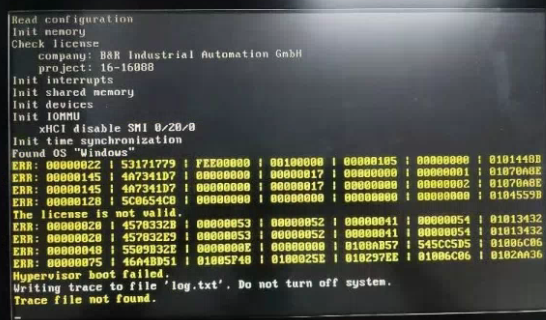 Read configuration
Init memory
Check license
company: B&R Industrial Automation GmbH
project: 16-16088
Init interrupts
Init shared memory
Init devices
Init IOMMU
xHCI disable SMI 0/20/0
Init time synchronization
Found OS "Windows"
ERR: 00000022 | 53171779 | FEE00000 | 00100000 | 00000105 | 00000000 | 0101448B
ERR: 00000145 | 4A7341D7 | 00000000 | 00000017 | 00000000 | 00000001 | 01070A8E
ERR: 00000145 | 4A7341D7 | 00000000 | 00000017 | 00000000 | 00000002 | 01070A8E
ERR: 00000128 | 5C0654C8 | 00000000 | 00000000 | 00000000 | 00000000 | 0104559B
The license is not valid.
ERR: 00000020 | 4578332B | 00000053 | 00000052 | 00000041 | 00000054 | 01013432
ERR: 00000020 | 457832E9 | 00000053 | 00000052 | 00000041 | 00000054 | 01013432
ERR: 00000048 | 5509B32E | 0000000E | 00000000 | 0108AB57 | 545CC5D5 | 01006C06
ERR: 00000075 | 46A4BD51 | 01005F48 | 0100025E | 010297EE | 01006C06 | 0102AA36
Hypervisor boot failed.
Writing trace to file 'log.txt'. Do not turn off system.
Trace file not found.